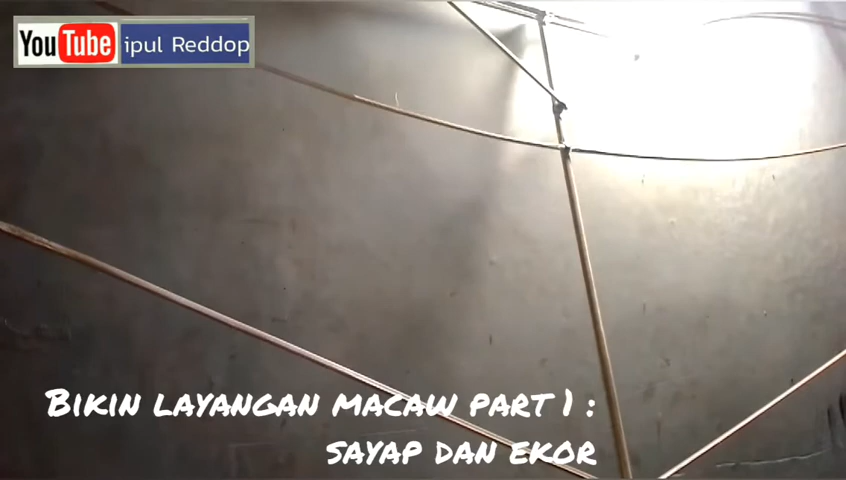 YouTube ipul Reddop
BIKIN LAYANGAN MACAW PART 1 :
SAYAP DAN EKOR